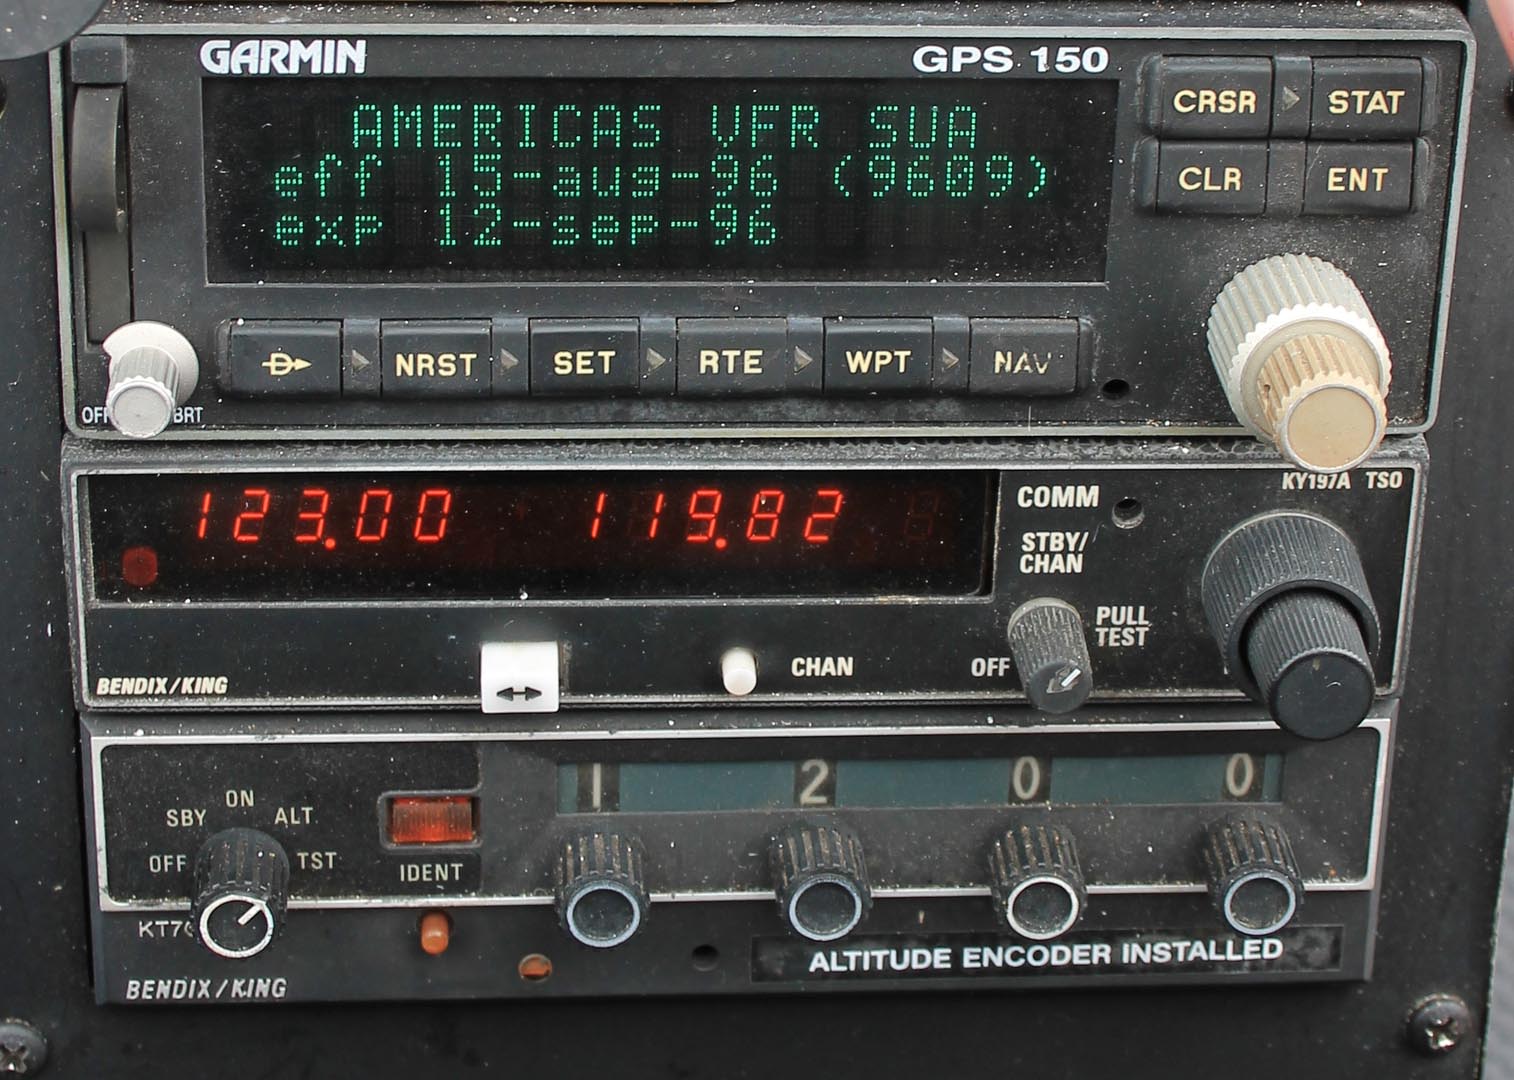 GARMIN GPS 150
AMERICAS VFR SUA
eff 15-aug-96 (9609)
exp 12-sep-96
CRSR STAT
CLR ENT
OFF BRT
D NRST SET RTE WPT NAV
KY197A TSO
123.00 119.82
COMM
STBY/
CHAN
PULL
TEST
OFF
CHAN
BENDIX/KING
1 2 0 0
OFF SBY ON ALT TST
IDENT
ALTITUDE ENCODER INSTALLED
BENDIX/KING